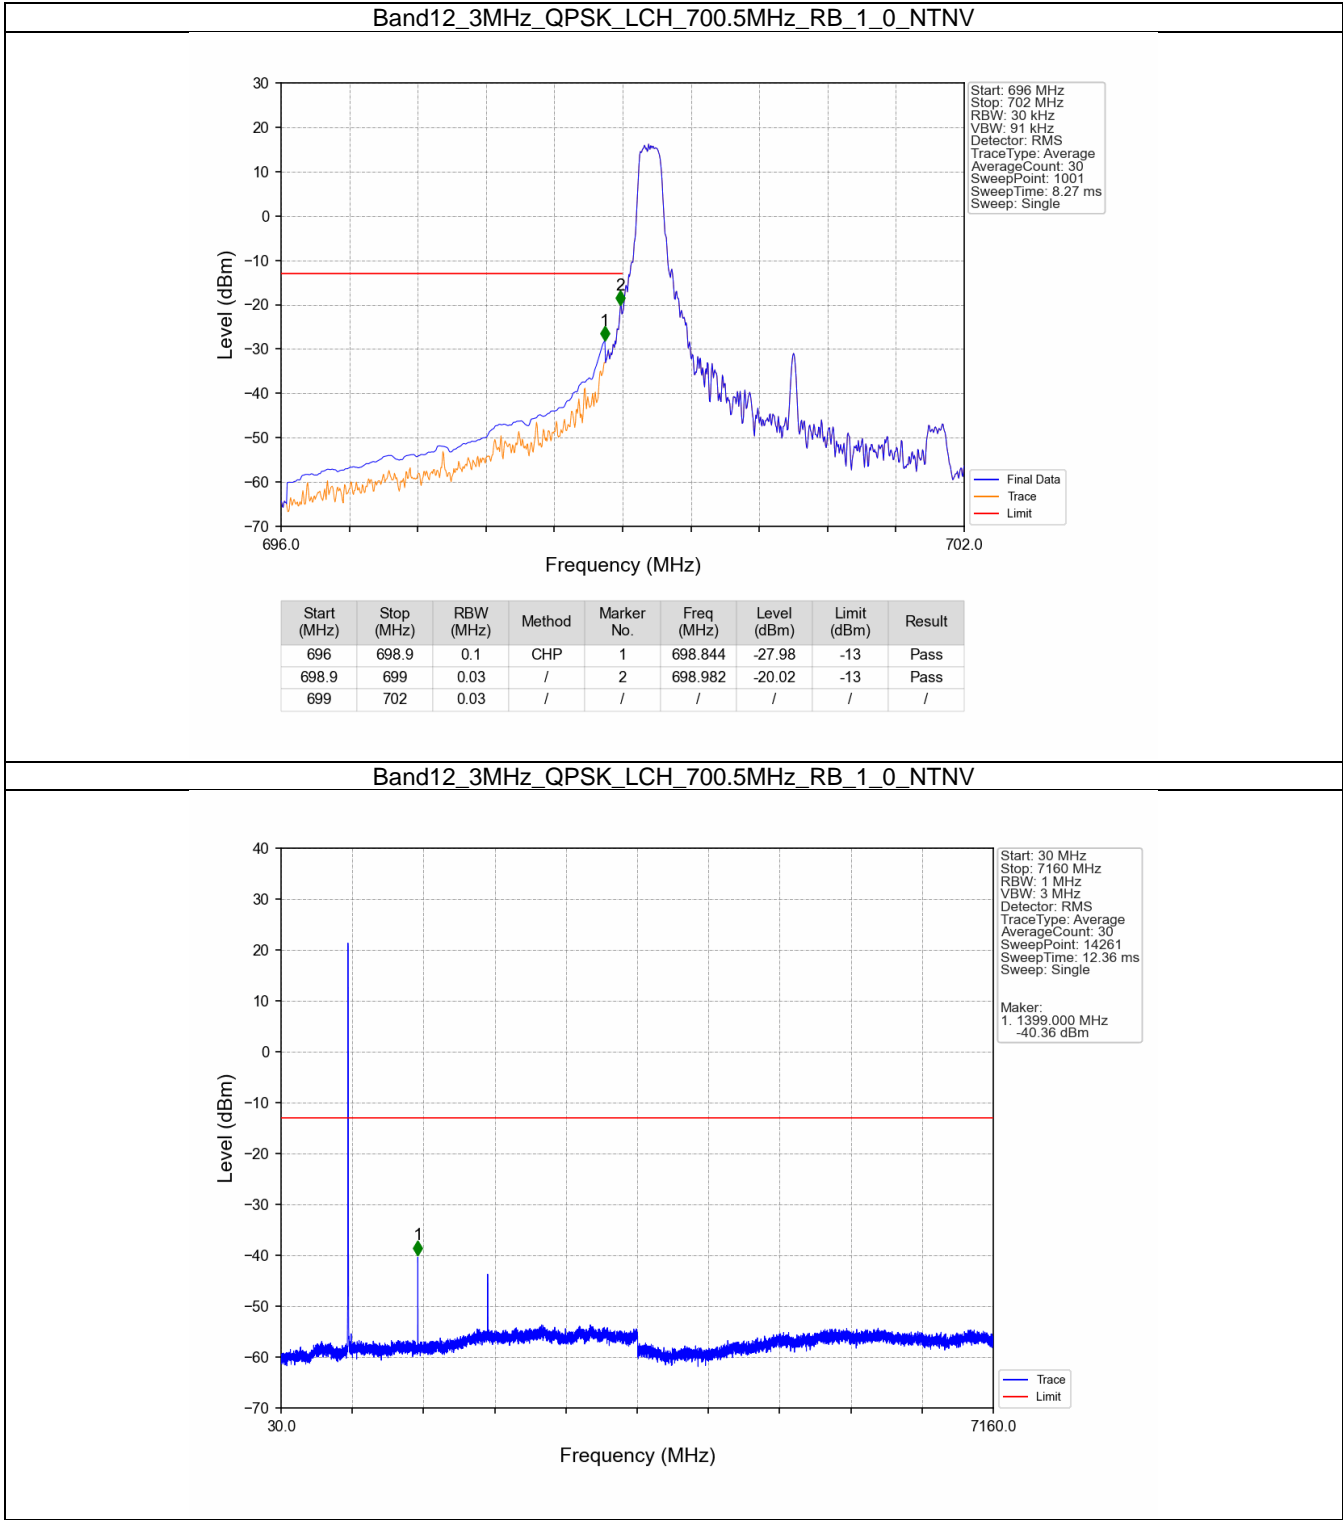 Band12_3MHz_QPSK_LCH_700.5MHz_RB_1_0_NTNV
30
20
10
0
−10
−20
−30
−40
−50
−60
−70
Level (dBm)
1
2
696.0
702.0
Frequency (MHz)
Start: 696 MHz
Stop: 702 MHz
RBW: 30 kHz
VBW: 91 kHz
Detector: RMS
TraceType: Average
AverageCount: 30
SweepPoint: 1001
SweepTime: 8.27 ms
Sweep: Single
Final Data
Trace
Limit
Start (MHz) Stop (MHz) RBW (MHz) Method Marker No. Freq (MHz) Level (dBm) Limit (dBm) Result
696 698.9 0.1 CHP 1 698.844 -27.98 -13 Pass
698.9 699 0.03 / 2 698.982 -20.02 -13 Pass
699 702 0.03 / / / / / /
Band12_3MHz_QPSK_LCH_700.5MHz_RB_1_0_NTNV
40
30
20
10
0
−10
−20
−30
−40
−50
−60
−70
Level (dBm)
1
30.0
7160.0
Frequency (MHz)
Start: 30 MHz
Stop: 7160 MHz
RBW: 1 MHz
VBW: 3 MHz
Detector: RMS
TraceType: Average
AverageCount: 30
SweepPoint: 14261
SweepTime: 12.36 ms
Sweep: Single
Maker:
1. 1399.000 MHz
-40.36 dBm
Trace
Limit